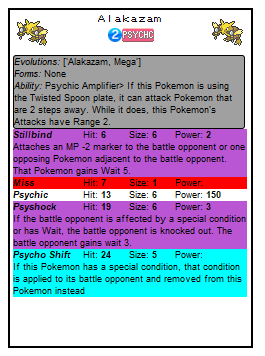 Alakazam
2 PSYCHC
Evolutions: ['Alakazam, Mega']
Forms: None
Ability: Psychic Amplifier> If this Pokemon is using
the Twisted Spoon plate, it can attack Pokemon that
are 2 steps away. While it does, this Pokemon's
Attacks have Range 2.
Stillbind Hit: 6 Size: 6 Power: 2
Attaches an MP -2 marker to the battle opponent or one
opposing Pokemon adjacent to the battle opponent.
That Pokemon gains Wait 5.
Miss Hit: 7 Size: 1 Power:
Psychic Hit: 13 Size: 6 Power: 150
Psyshock Hit: 19 Size: 6 Power: 3
If the battle opponent is affected by a special condition
or has Wait, the battle opponent is knocked out. The
battle opponent gains wait 3.
Psycho Shift Hit: 24 Size: 5 Power:
If this Pokemon has a special condition, that condition
is applied to its battle opponent and removed from this
Pokemon instead